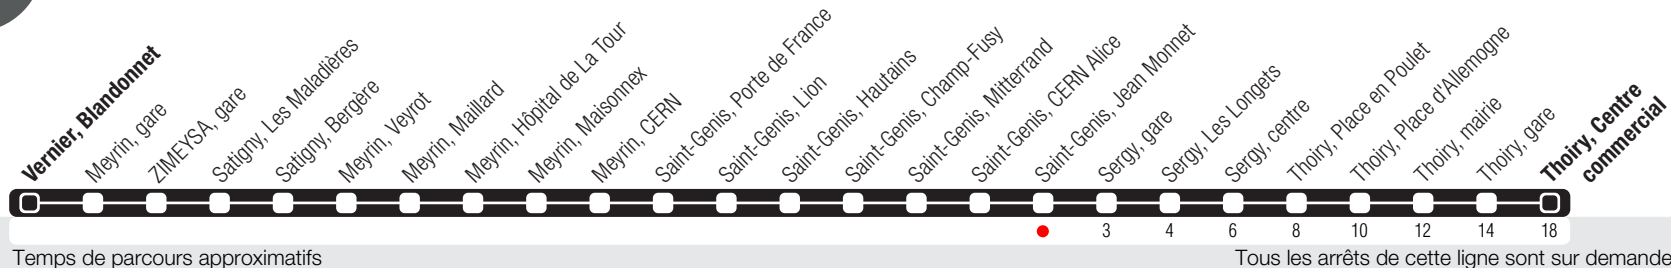 Vernier, Blandonnet
Meyrin, gare
ZIMEYSA, gare
Satigny, Les Maladières
Satigny, Bergère
Meyrin, Veyrot
Meyrin, Maillard
Meyrin, Hôpital de La Tour
Meyrin, Maisonnex
Meyrin, CERN
Saint-Genis, Porte de France
Saint-Genis, Lion
Saint-Genis, Hautains
Saint-Genis, Champ-Fusy
Saint-Genis, Mitterrand
Saint-Genis, CERN Alice
Saint-Genis, Jean Monnet
Sergy, gare
Sergy, Les Longets
Sergy, centre
Thoiry, Place en Poulet
Thoiry, Place d'Allemogne
Thoiry, mairie
Thoiry, gare
Thoiry, Centre
commercial
3 4 6 8 10 12 14 18
Temps de parcours approximatifs
Tous les arrêts de cette ligne sont sur demande